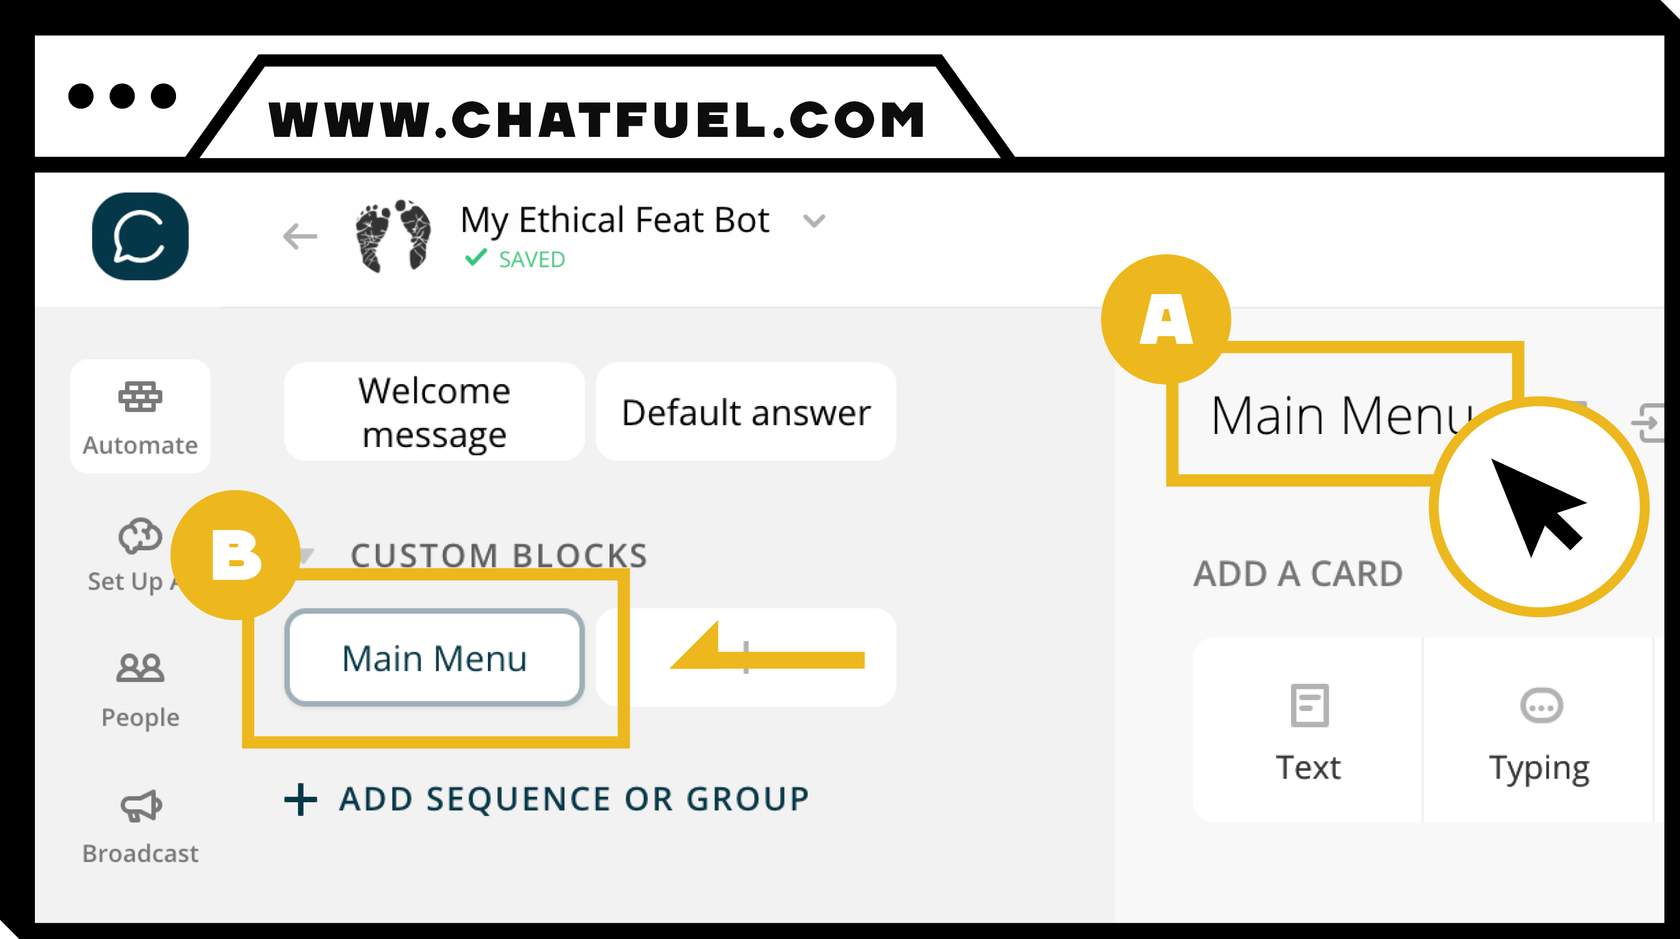 WWW.CHATFUEL.COM
My Ethical Feat Bot
SAVED
A
Main Menu
Automate
Welcome
message
Default answer
B
Set Up
CUSTOM BLOCKS
ADD A CARD
Main Menu
People
Text
Typing
ADD SEQUENCE OR GROUP
Broadcast